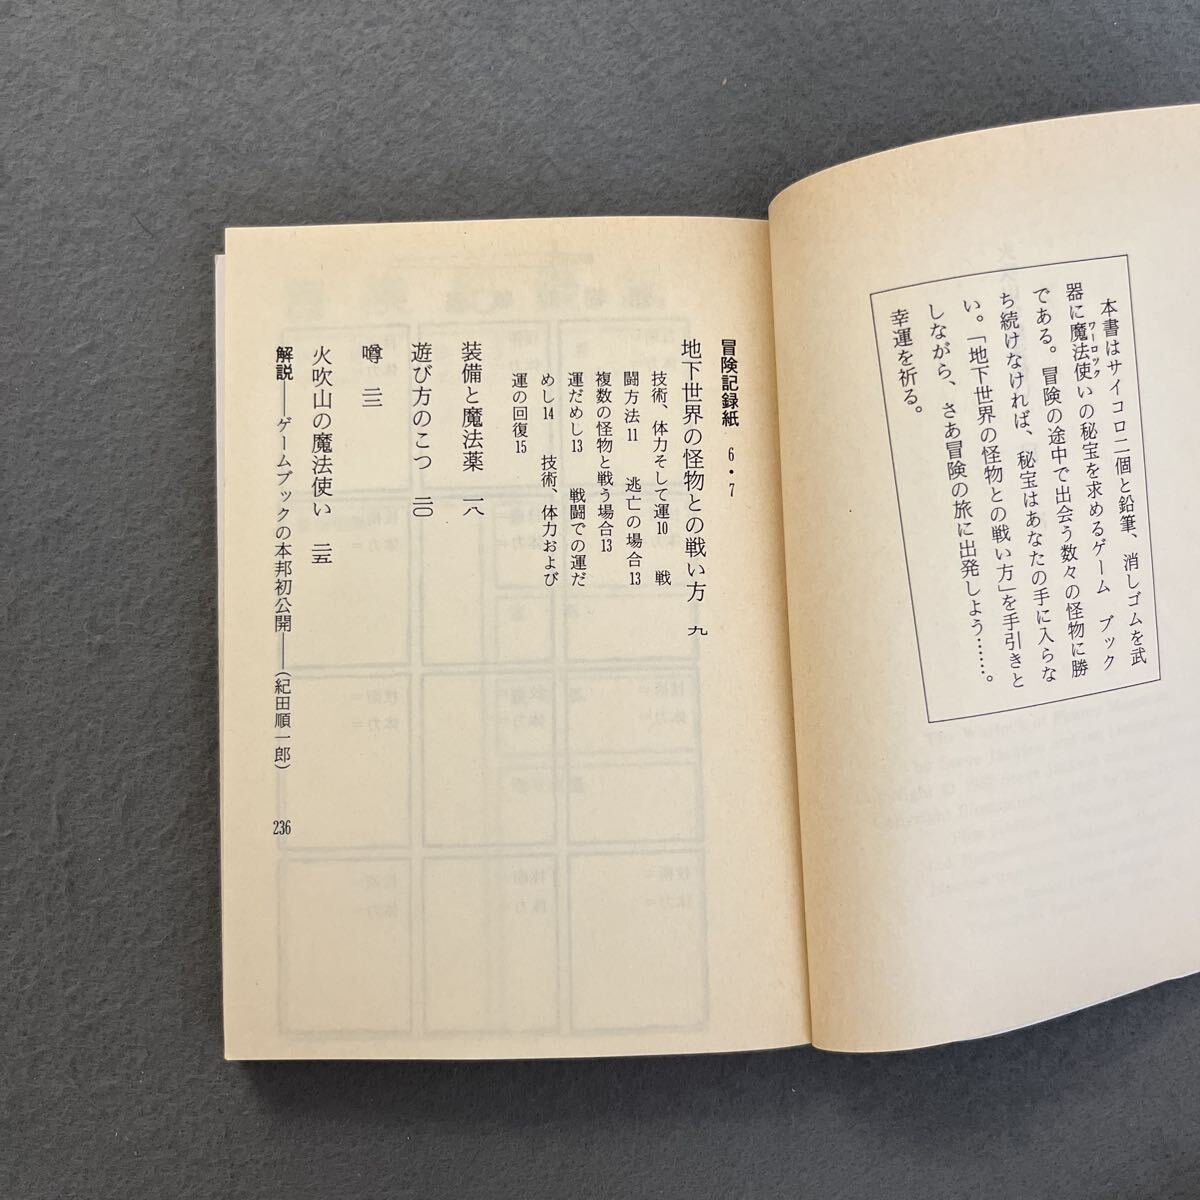 本書はサイコロ二個と鉛筆、消しゴムを武
器に魔法使いの秘宝を求めるゲーム ブック
ワーロック
である。冒険の途中で出会う数々の怪物に勝
ち続けなければ、秘宝はあなたの手に入らな
い。「地下世界の怪物との戦い方」を手引きと
しながら、さあ冒険の旅に出発しよう……。
幸運を祈る。
冒険記録紙 6・7
地下世界の怪物との戦い方 九
技術、体力そして運10 戦
闘方法11 逃亡の場合13
複数の怪物と戦う場合13
運だめし13 戦闘での運だ
めし14 技術、体力および
運の回復15
装備と魔法薬 一八
遊び方のこつ 二〇
噂 二三
火吹山の魔法使い 二五
解説――ゲームブックの本邦初公開――(紀田順一郎) 236